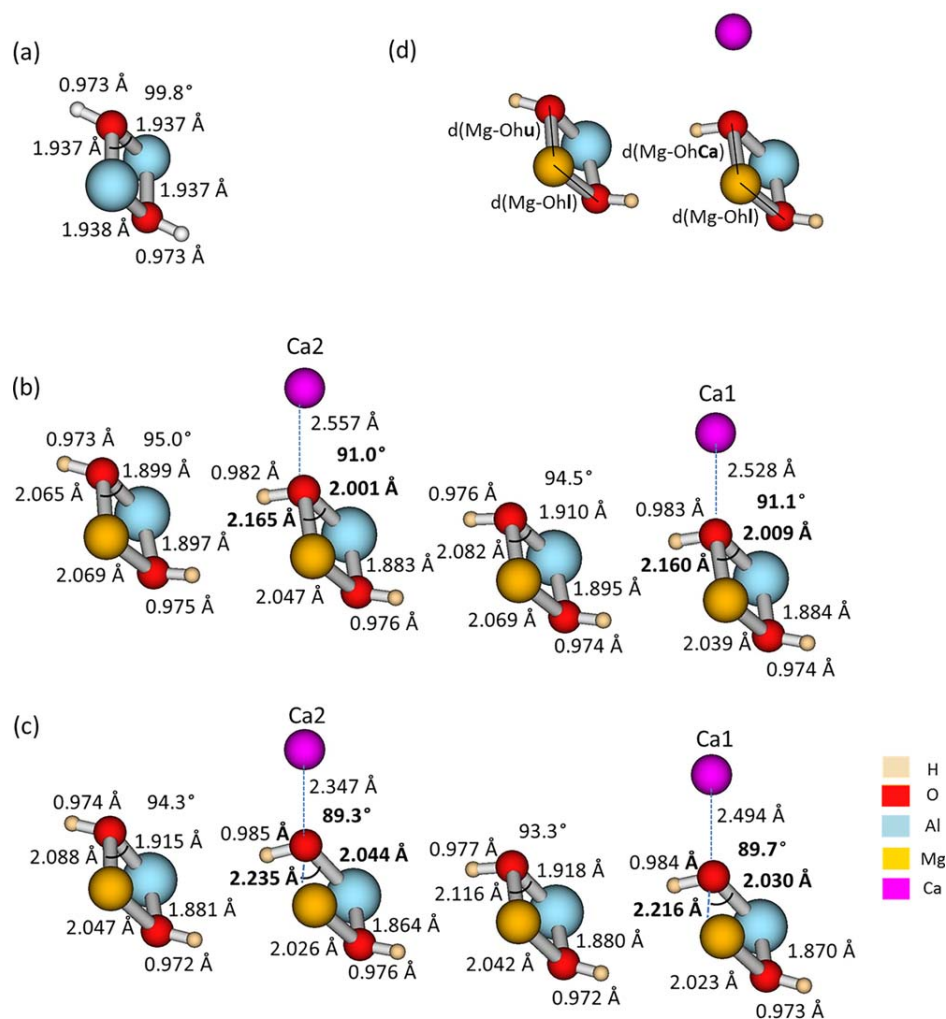 (a)
0.973 Å
99.8°
1.937 Å
1.937 Å
1.937 Å
1.938 Å
0.973 Å
(d)
d(Mg-Ohu)
d(Mg-Ohl)
d(Mg-OhCa)
d(Mg-Ohl)
(b)
0.973 Å
95.0°
1.899 Å
2.065 Å
1.897 Å
2.069 Å
0.975 Å
Ca2
2.557 Å
0.982 Å
91.0°
2.001 Å
2.165 Å
1.883 Å
2.047 Å
0.976 Å
0.976 Å
94.5°
1.910 Å
2.082 Å
1.895 Å
2.069 Å
0.974 Å
Ca1
2.528 Å
0.983 Å
91.1°
2.009 Å
2.160 Å
1.884 Å
2.039 Å
0.974 Å
(c)
0.974 Å
94.3°
1.915 Å
2.088 Å
1.881 Å
2.047 Å
0.972 Å
Ca2
2.347 Å
0.985 Å
89.3°
2.044 Å
2.235 Å
1.864 Å
2.026 Å
0.976 Å
0.977 Å
93.3°
1.918 Å
2.116 Å
1.880 Å
2.042 Å
0.972 Å
Ca1
2.494 Å
0.984 Å
89.7°
2.030 Å
2.216 Å
1.870 Å
2.023 Å
0.973 Å
H
O
Al
Mg
Ca